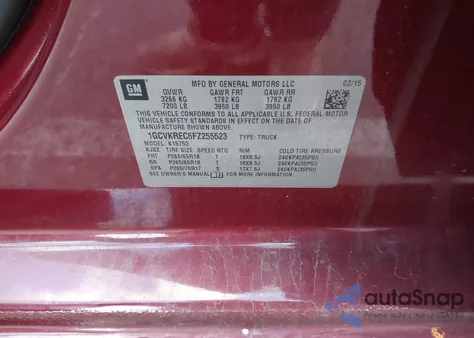 GM
MFD BY GENERAL MOTORS LLC
02/15
GVWR GAWR FRT GAWR RR
3266 KG 1792 KG 1792 KG
7200 LB 3950 LB 3950 LB
THIS VEHICLE CONFORMS TO ALL APPLICABLE U.S. FEDERAL
MOTOR VEHICLE SAFETY STANDARDS IN EFFECT ON THE DATE OF
MANUFACTURE SHOWN ABOVE.
1GCVKREC6FZ255523 TYPE: TRUCK
MODEL: K15753
TIRE SIZE SPEED RTG RIM COLD TIRE PRESSURE
FRT P265/65R18 T 18X8.5J 240KPA(35PSI)
RR P265/65R18 T 18X8.5J 240KPA(35PSI)
SPA P265/70R17 S 17X7.5J 240KPA(35PSI)
SEE OWNER'S MANUAL FOR ADDITIONAL INFORMATION.
autoSnap